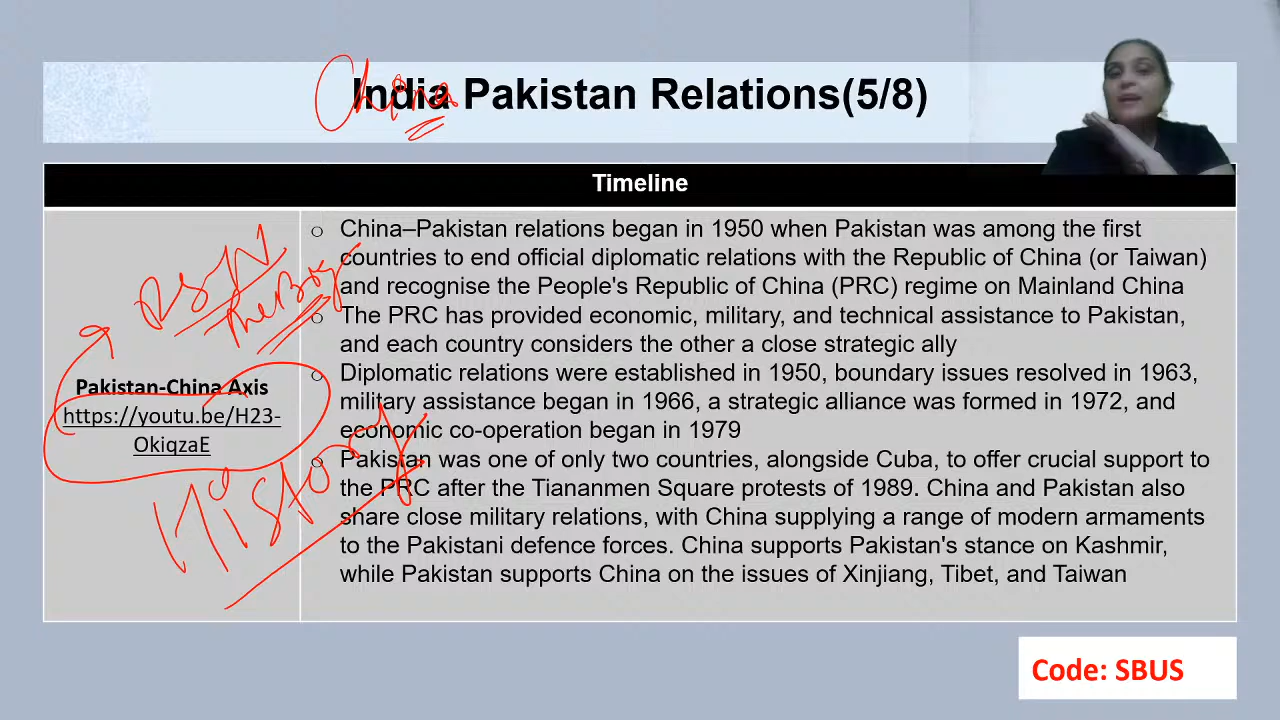 India Pakistan Relations(5/8)
China
Timeline
Pakistan-China Axis
https://youtu.be/H23-
OkiqzaE
History
o China–Pakistan relations began in 1950 when Pakistan was among the first
countries to end official diplomatic relations with the Republic of China (or Taiwan)
and recognise the People's Republic of China (PRC) regime on Mainland China
o The PRC has provided economic, military, and technical assistance to Pakistan,
and each country considers the other a close strategic ally
o Diplomatic relations were established in 1950, boundary issues resolved in 1963,
military assistance began in 1966, a strategic alliance was formed in 1972, and
economic co-operation began in 1979
o Pakistan was one of only two countries, alongside Cuba, to offer crucial support to
the PRC after the Tiananmen Square protests of 1989. China and Pakistan also
share close military relations, with China supplying a range of modern armaments
to the Pakistani defence forces. China supports Pakistan's stance on Kashmir,
while Pakistan supports China on the issues of Xinjiang, Tibet, and Taiwan
Code: SBUS